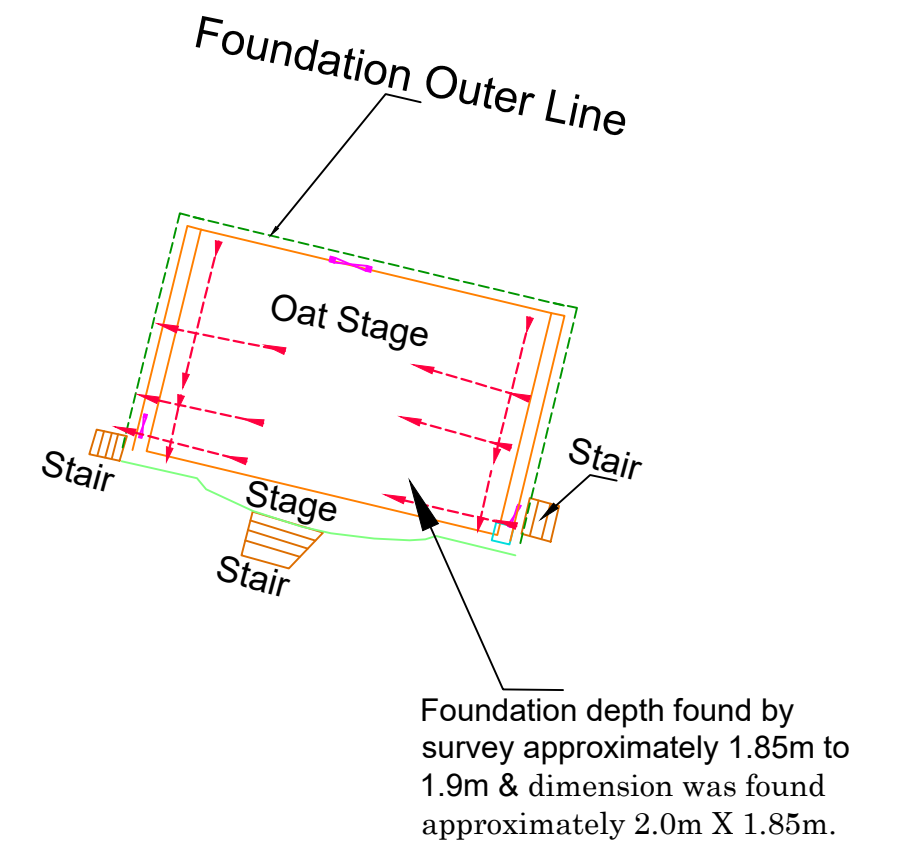 Foundation Outer Line
Oat Stage
Stair
Stair
Stage
Stair
Foundation depth found by
survey approximately 1.85m to
1.9m & dimension was found
approximately 2.0m X 1.85m.